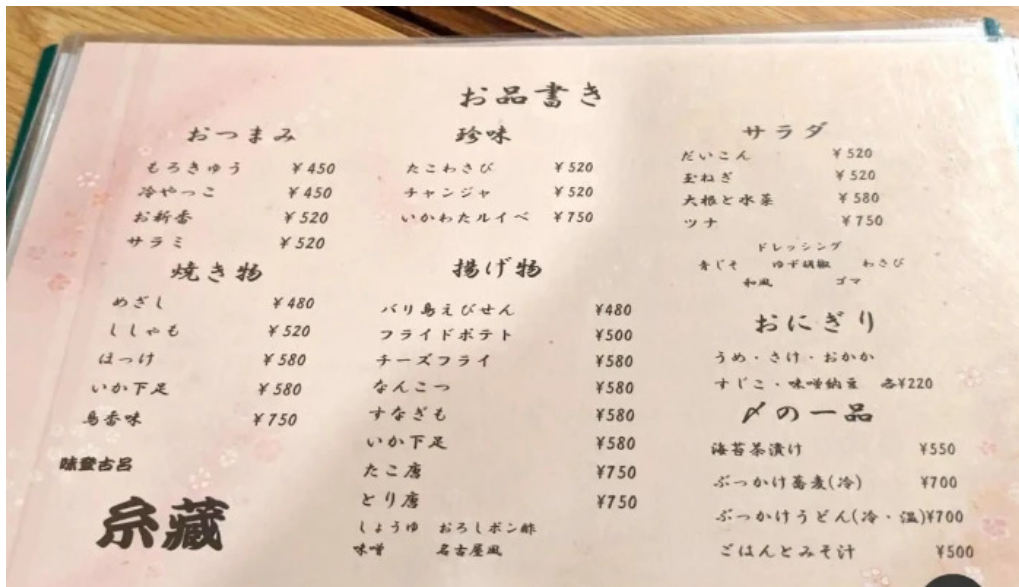 お品書き
おつまみ
もろきゅう ¥450
冷やっこ ¥450
お新香 ¥520
サラミ ¥520
焼き物
めざし ¥480
ししゃも ¥520
ほっけ ¥580
いか下足 ¥580
鳥香味 ¥750
味登古呂
糸藏
珍味
たこわさび ¥520
チャンジャ ¥520
いかわたルイベ ¥750
揚げ物
バリ島えびせん ¥480
フライドポテト ¥500
チーズフライ ¥580
なんこつ ¥580
すなぎも ¥580
いか下足 ¥580
たこ唐 ¥750
とり唐 ¥750
しょうゆ おろしポン酢
味噌 名古屋風
サラダ
だいこん ¥520
玉ねぎ ¥520
大根と水菜 ¥580
ツナ ¥750
ドレッシング
青じそ ゆず胡椒 わさび
和風 ゴマ
おにぎり
うめ・さけ・おかか
すじこ・味噌納豆 各¥220
〆の一品
海苔茶漬け ¥550
ぶっかけ蕎麦(冷) ¥700
ぶっかけうどん(冷・温)¥700
ごはんとみそ汁 ¥500